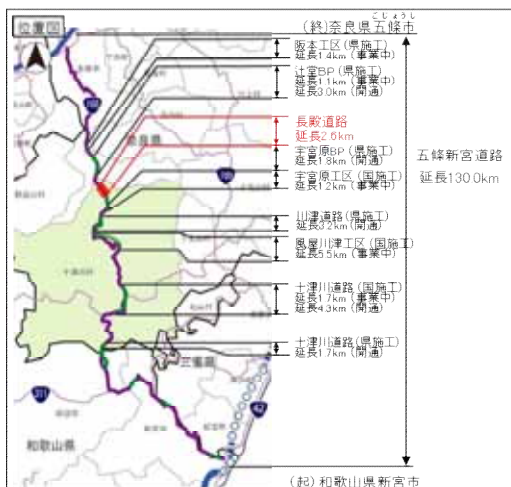 位置図
(終)奈良県五條市
ごじょうし
阪本工区(県施工)
延長1.4km(事業中)
辻堂BP(県施工)
延長1.1km(事業中)
延長3.0km(開通)
長殿道路
延長2.6km
宇宮原BP(県施工)
延長1.8km(開通)
宇宮原工区(国施工)
延長1.2km(事業中)
川津道路(県施工)
延長3.2km(開通)
風屋川津工区(国施工)
延長5.5km(事業中)
十津川道路(国施工)
延長1.7km(事業中)
延長4.3km(開通)
十津川道路(県施工)
延長1.7km(開通)
五條新宮道路
延長130.0km
奈良県
168
169
十津川村
三重県
311
42
和歌山県
(起)和歌山県新宮市